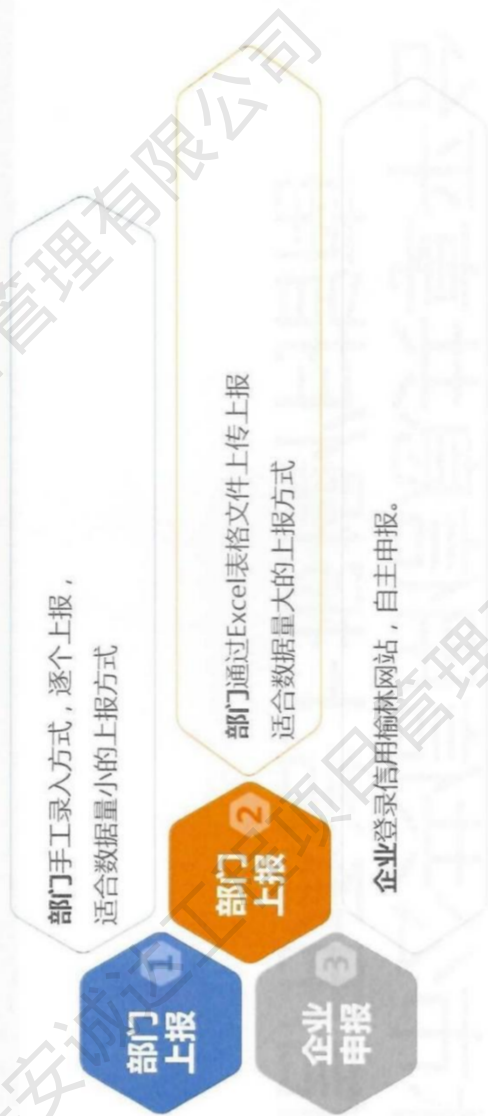 部门
上报
1
部门手工录入方式，逐个上报，
适合数据量小的上报方式
部门
上报
2
部门通过Excel表格文件上传上报
适合数据量大的上报方式
企业
申报
3
企业登录信用榆林网站，自主申报。